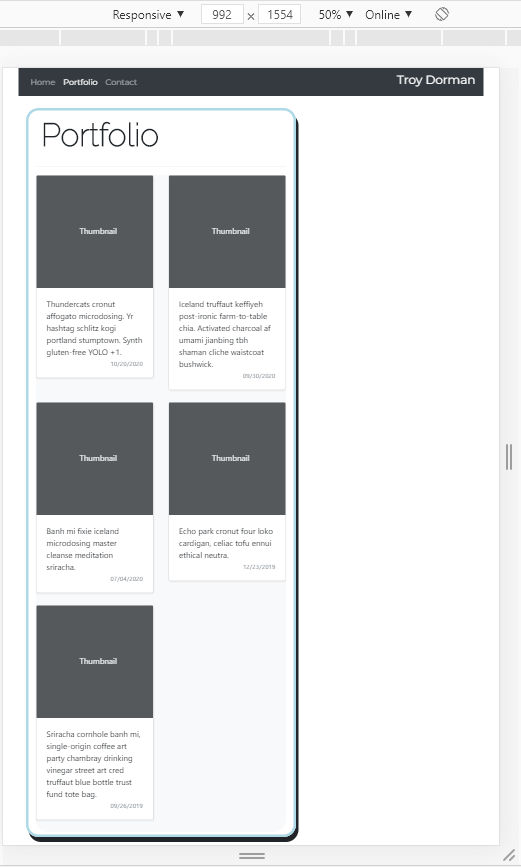 Responsive ▼ 992 × 1554 50% ▼ Online ▼
Home Portfolio Contact Troy Dorman
Portfolio
Thumbnail
Thundercats cronut
affogato microdosing. Yr
hashtag schlitz kogi
portland stumptown. Synth
gluten-free YOLO +1.
10/20/2020
Thumbnail
Iceland truffaut keffiyeh
post-ironic farm-to-table
chia. Activated charcoal af
umami jianbing tbh
shaman cliche waistcoat
bushwick.
09/30/2020
Thumbnail
Banh mi fixie iceland
microdosing master
cleanse meditation
sriracha.
07/04/2020
Thumbnail
Echo park cronut four loko
cardigan, celiac tofu ennui
ethical neutra.
12/23/2019
Thumbnail
Sriracha cornhole banh mi,
single-origin coffee art
party chambray drinking
vinegar street art cred
truffaut blue bottle trust
fund tote bag.
09/26/2019